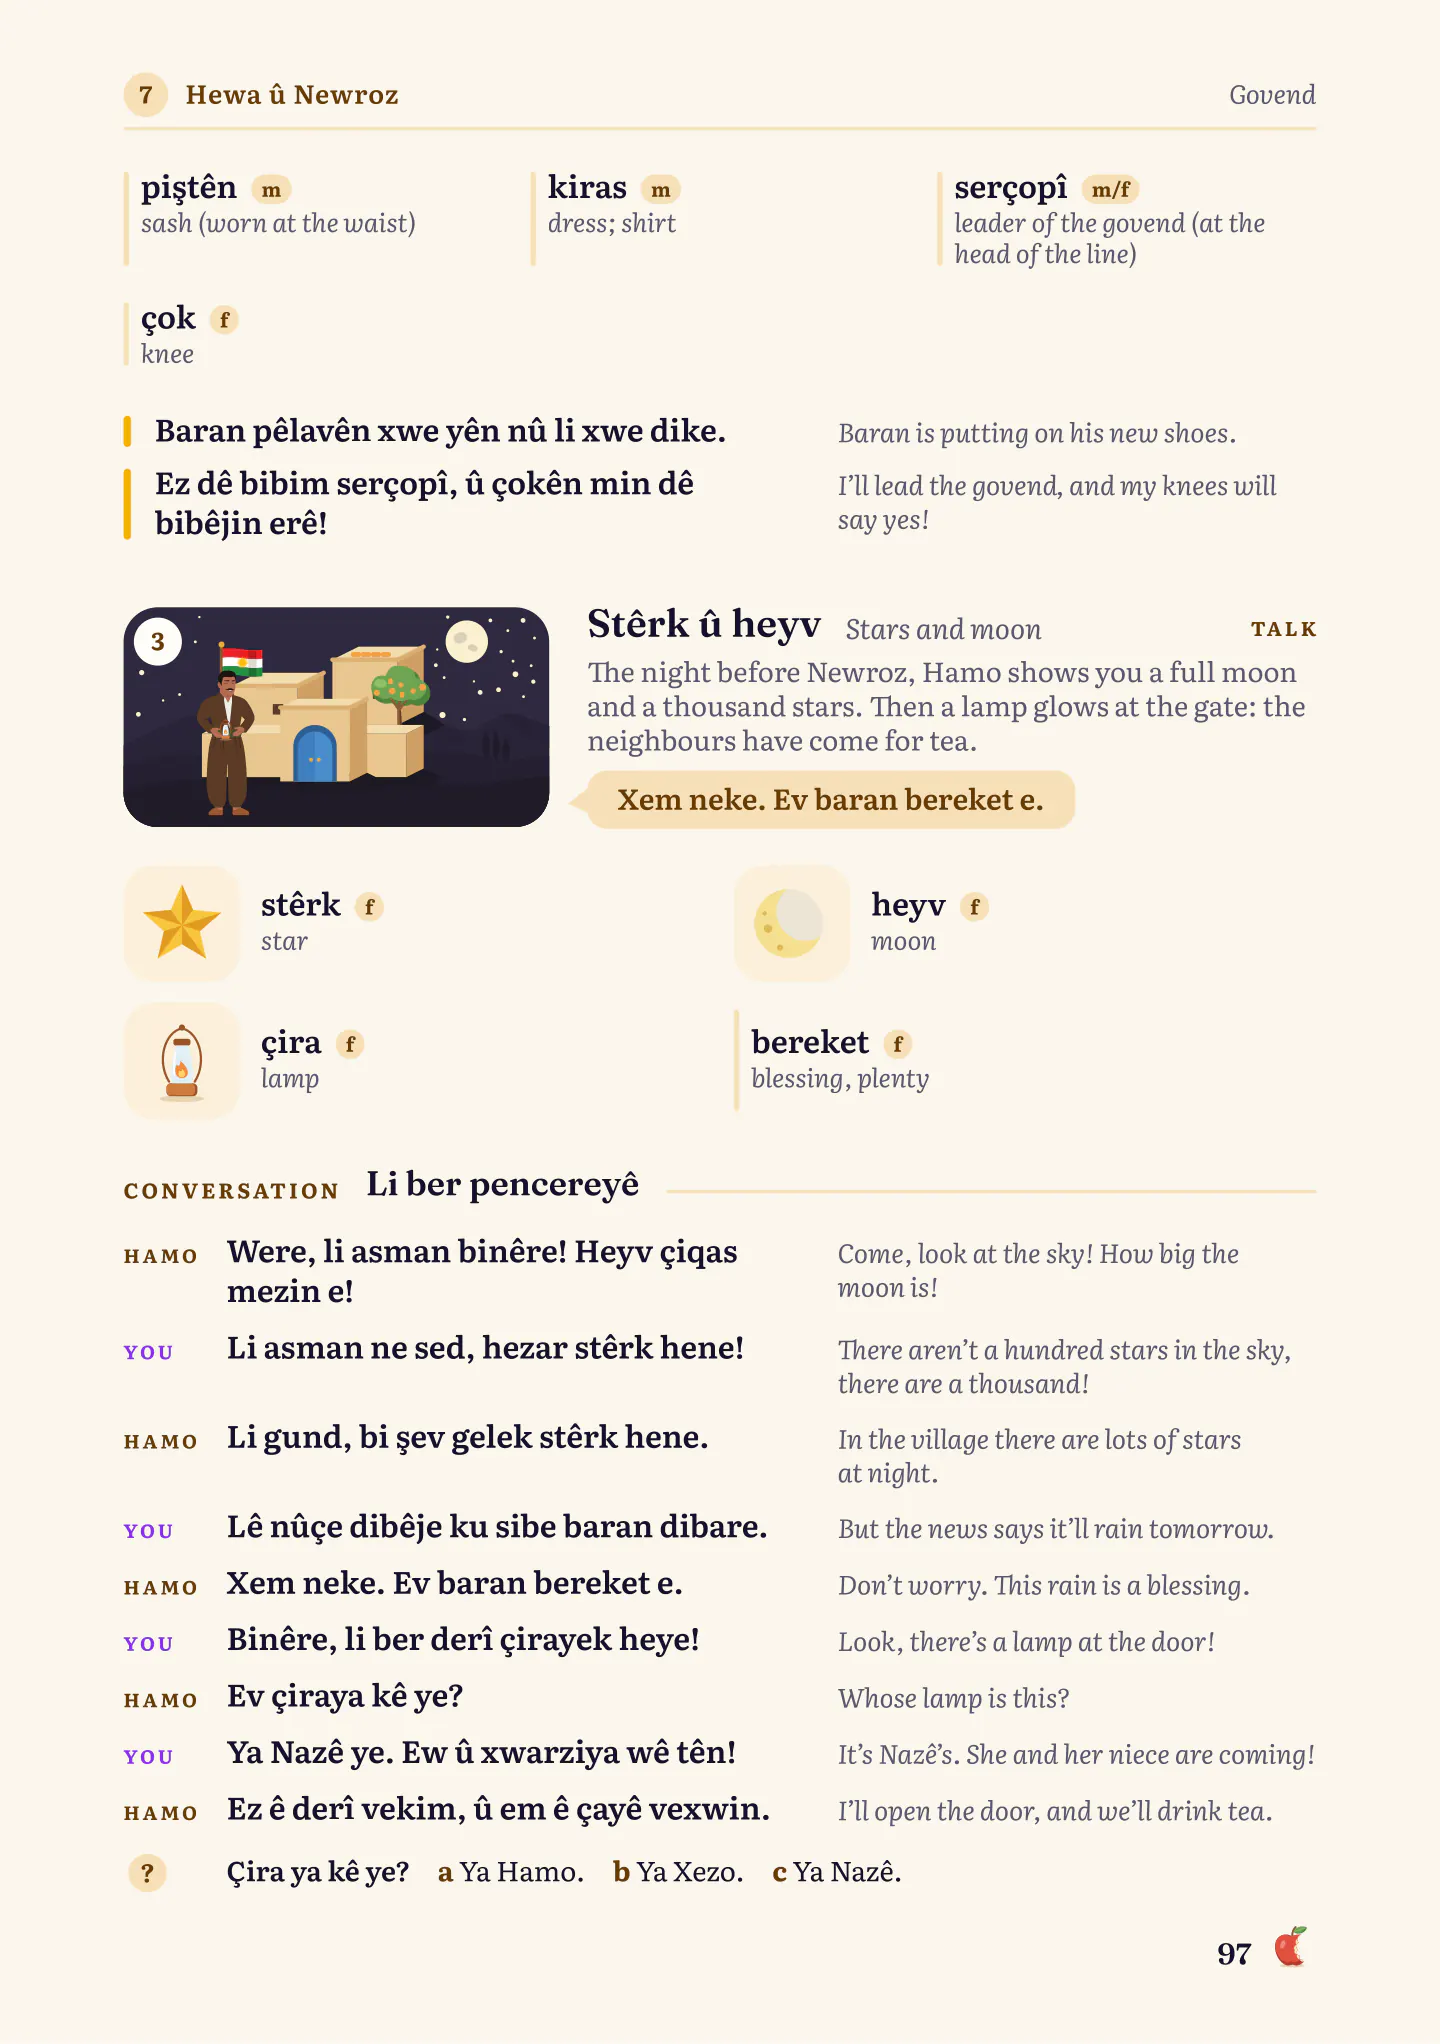 7 Hewa û Newroz Govend
piştên m
sash (worn at the waist)
kiras m
dress; shirt
serçopî m/f
leader of the govend (at the
head of the line)
çok f
knee
Baran pêlavên xwe yên nû li xwe dike. Baran is putting on his new shoes.
Ez dê bibim serçopî, û çokên min dê
bibêjin erê!
I’ll lead the govend, and my knees will
say yes!
3
Stêrk û heyv Stars and moon TALK
The night before Newroz, Hamo shows you a full moon
and a thousand stars. Then a lamp glows at the gate: the
neighbours have come for tea.
Xem neke. Ev baran bereket e.
stêrk f
star
heyv f
moon
çira f
lamp
bereket f
blessing, plenty
CONVERSATION Li ber pencereyê
HAMO Were, li asman binêre! Heyv çiqas
mezin e!
Come, look at the sky! How big the
moon is!
YOU Li asman ne sed, hezar stêrk hene!
There aren’t a hundred stars in the sky,
there are a thousand!
HAMO Li gund, bi şev gelek stêrk hene.
In the village there are lots of stars
at night.
YOU Lê nûçe dibêje ku sibe baran dibare. But the news says it’ll rain tomorrow.
HAMO Xem neke. Ev baran bereket e. Don’t worry. This rain is a blessing.
YOU Binêre, li ber derî çirayek heye! Look, there’s a lamp at the door!
HAMO Ev çiraya kê ye? Whose lamp is this?
YOU Ya Nazê ye. Ew û xwarziya wê tên! It’s Nazê’s. She and her niece are coming!
HAMO Ez ê derî vekim, û em ê çayê vexwin. I’ll open the door, and we’ll drink tea.
? Çira ya kê ye? a Ya Hamo. b Ya Xezo. c Ya Nazê.
97